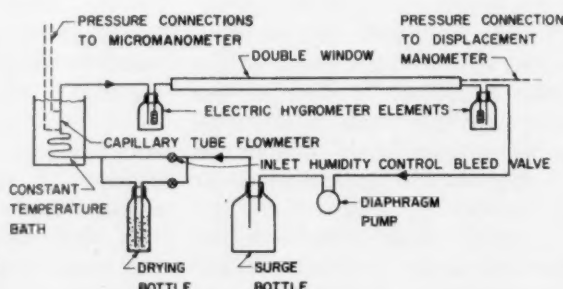 PRESSURE CONNECTIONS
TO MICROMANOMETER
PRESSURE CONNECTION
TO DISPLACEMENT
MANOMETER
DOUBLE WINDOW
ELECTRIC HYGROMETER ELEMENTS
CAPILLARY TUBE FLOWMETER
INLET HUMIDITY CONTROL BLEED VALVE
CONSTANT
TEMPERATURE
BATH
DIAPHRAGM
PUMP
DRYING
BOTTLE
SURGE
BOTTLE